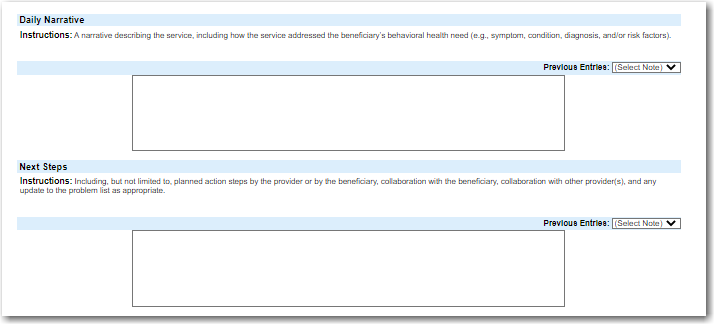 Daily Narrative
Instructions: A narrative describing the service, including how the service addressed the beneficiary's behavioral health need (e.g., symptom, condition, diagnosis, and/or risk factors).
Previous Entries: (Select Note)
Next Steps
Instructions: Including, but not limited to, planned action steps by the provider or by the beneficiary, collaboration with the beneficiary, collaboration with other provider(s), and any
update to the problem list as appropriate.
Previous Entries: (Select Note)